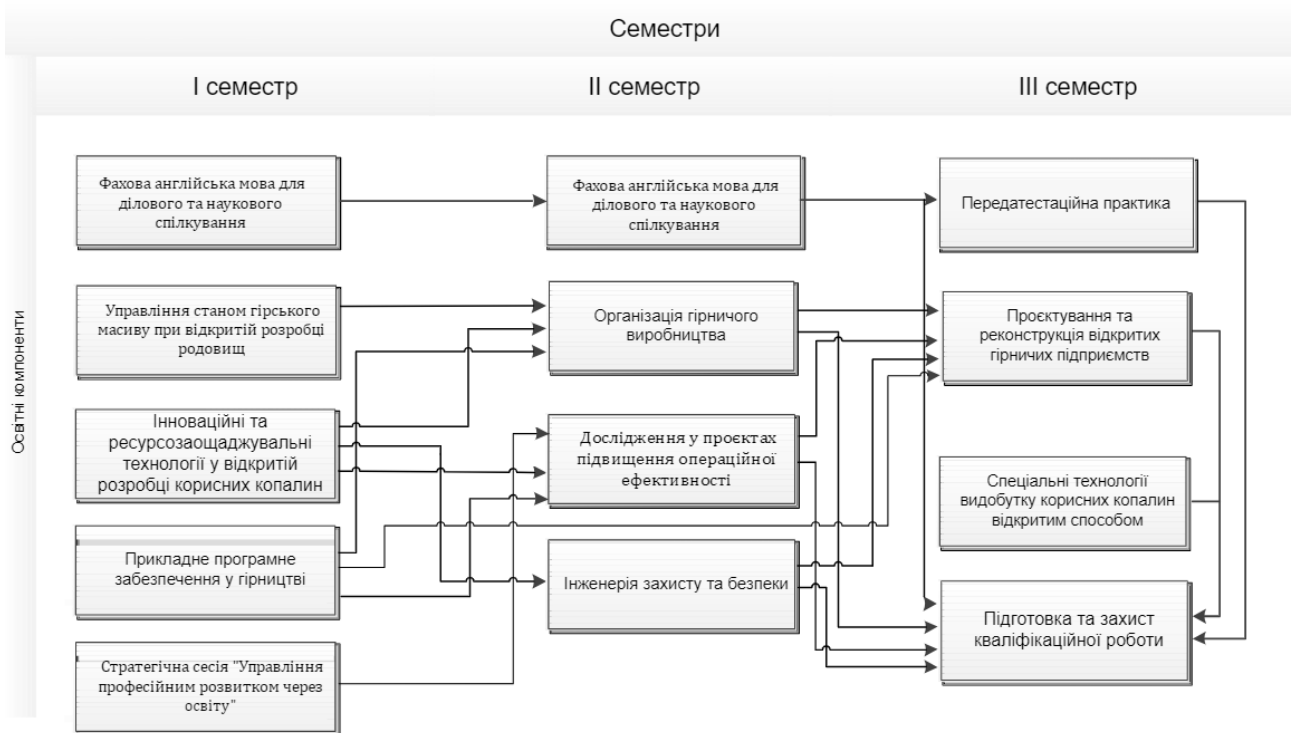 Семестри
І семестр
ІІ семестр
ІІІ семестр
Освітні компоненти
Фахова англійська мова для
ділового та наукового
спілкування
Управління станом гірського
масиву при відкритій розробці
родовищ
Інноваційні та
ресурсозаощаджувальні
технології у відкритій
розробці корисних копалин
Прикладне програмне
забезпечення у гірництві
Стратегічна сесія "Управління
професійним розвитком через
освіту"
Фахова англійська мова для
ділового та наукового
спілкування
Організація гірничого
виробництва
Дослідження у проєктах
підвищення операційної
ефективності
Інженерія захисту та безпеки
Передатестаційна практика
Проєктування та
реконструкція відкритих
гірничих підприємств
Спеціальні технології
видобутку корисних копалин
відкритим способом
Підготовка та захист
кваліфікаційної роботи